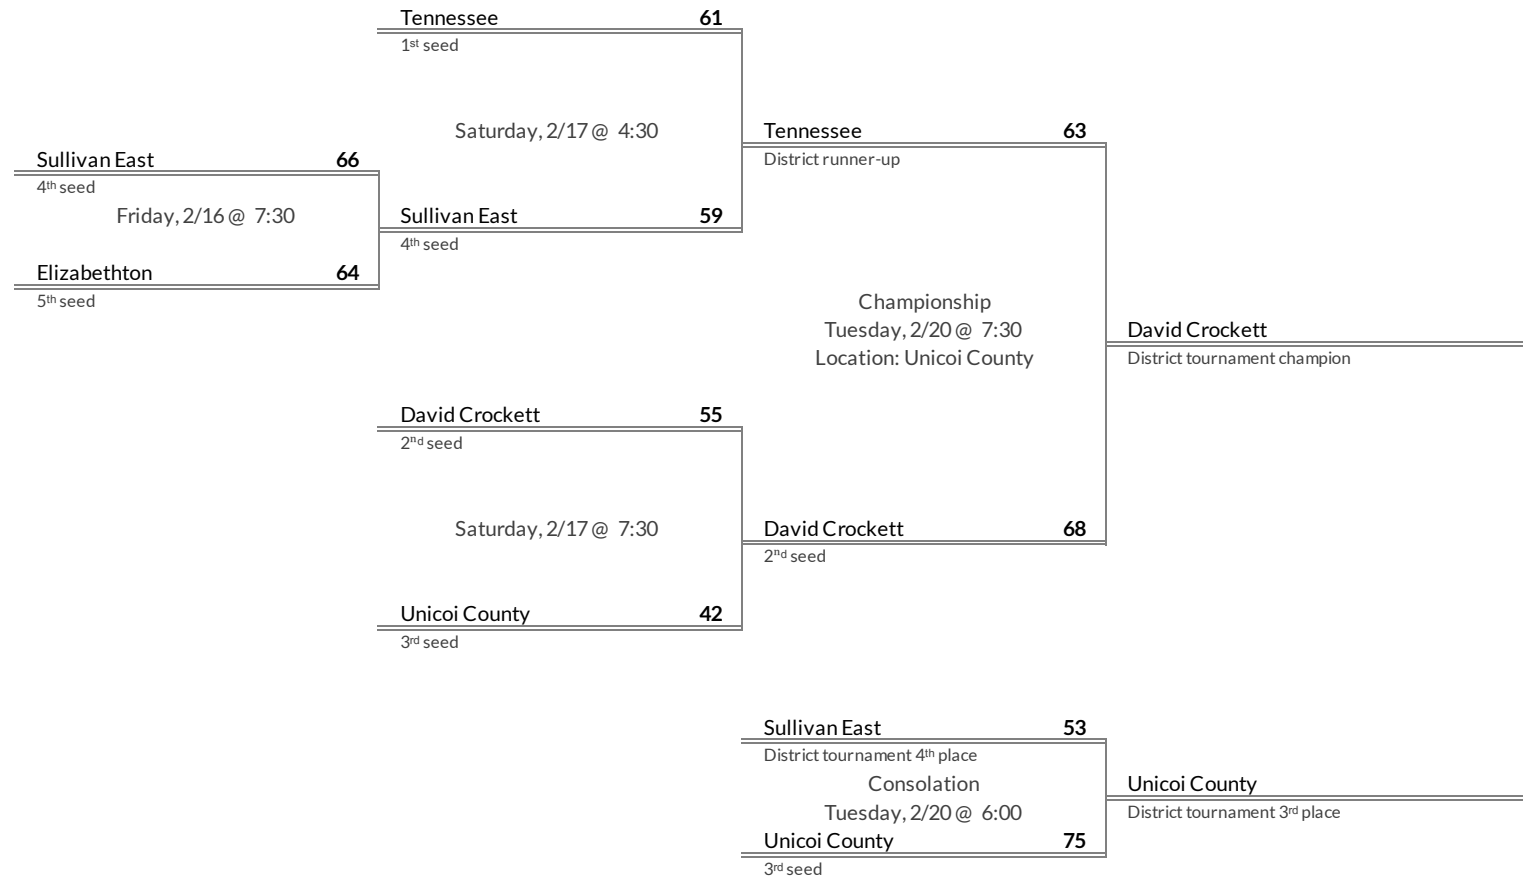 Tennessee 61
1st seed
Saturday, 2/17 @ 4:30
Tennessee 63
District runner-up
Sullivan East 66
4th seed
Friday, 2/16 @ 7:30
Sullivan East 59
4th seed
Elizabethton 64
5th seed
Championship
Tuesday, 2/20 @ 7:30
Location: Unicoi County
David Crockett
District tournament champion
David Crockett 55
2nd seed
Saturday, 2/17 @ 7:30
David Crockett 68
2nd seed
Unicoi County 42
3rd seed
Sullivan East 53
District tournament 4th place
Consolation
Tuesday, 2/20 @ 6:00
Unicoi County
District tournament 3rd place
Unicoi County 75
3rd seed